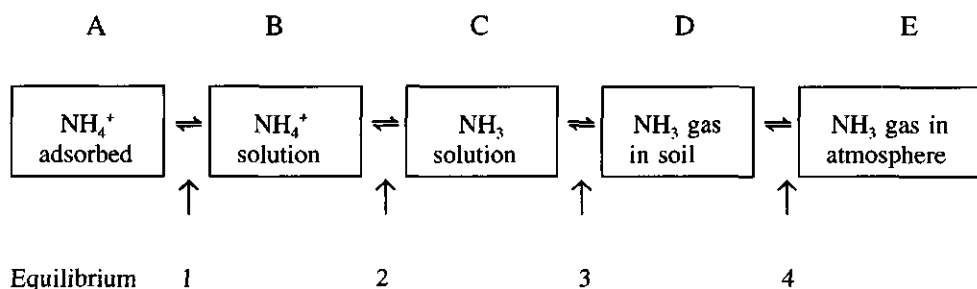 A B C D E
NH₄⁺ ⇌ NH₄⁺ ⇌ NH₃ ⇌ NH₃ gas ⇌ NH₃ gas in
adsorbed solution solution in soil atmosphere
↑ ↑ ↑ ↑
Equilibrium 1 2 3 4